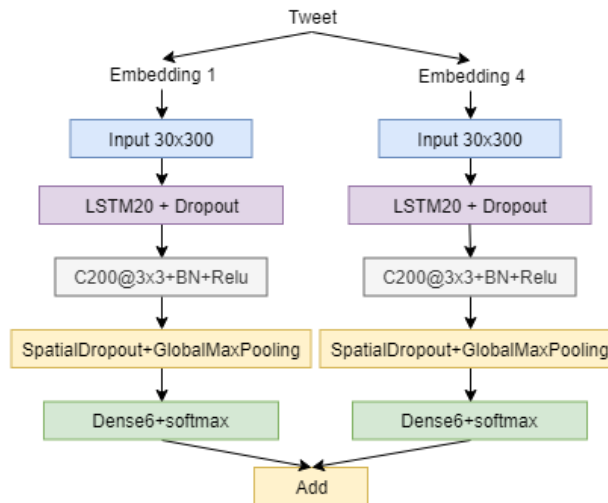 Tweet
Embedding 1
Embedding 4
Input 30x300
Input 30x300
LSTM20 + Dropout
LSTM20 + Dropout
C200@3x3+BN+Relu
C200@3x3+BN+Relu
SpatialDropout+GlobalMaxPooling
SpatialDropout+GlobalMaxPooling
Dense6+softmax
Dense6+softmax
Add